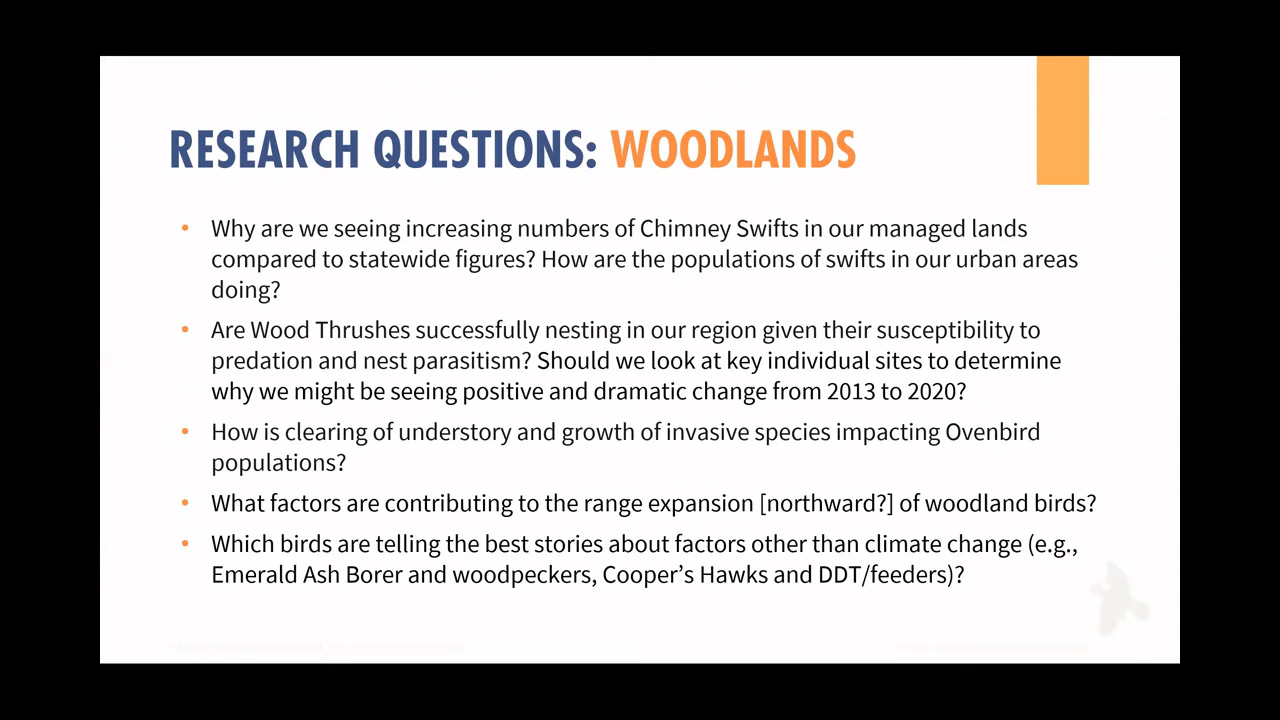 RESEARCH QUESTIONS: WOODLANDS
• Why are we seeing increasing numbers of Chimney Swifts in our managed lands
compared to statewide figures? How are the populations of swifts in our urban areas
doing?
• Are Wood Thrushes successfully nesting in our region given their susceptibility to
predation and nest parasitism? Should we look at key individual sites to determine
why we might be seeing positive and dramatic change from 2013 to 2020?
• How is clearing of understory and growth of invasive species impacting Ovenbird
populations?
• What factors are contributing to the range expansion [northward?] of woodland birds?
• Which birds are telling the best stories about factors other than climate change (e.g.,
Emerald Ash Borer and woodpeckers, Cooper’s Hawks and DDT/feeders)?